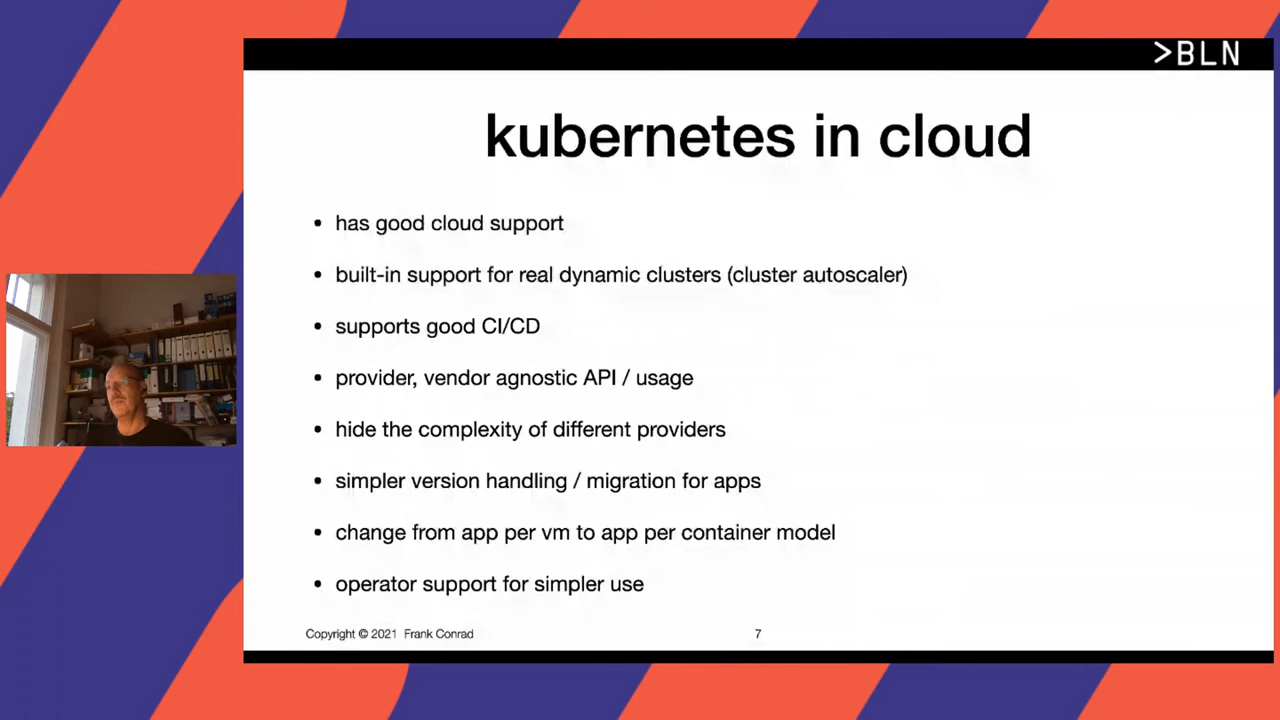 >BLN
kubernetes in cloud
• has good cloud support
• built-in support for real dynamic clusters (cluster autoscaler)
• supports good CI/CD
• provider, vendor agnostic API / usage
• hide the complexity of different providers
• simpler version handling / migration for apps
• change from app per vm to app per container model
• operator support for simpler use
Copyright © 2021 Frank Conrad
7